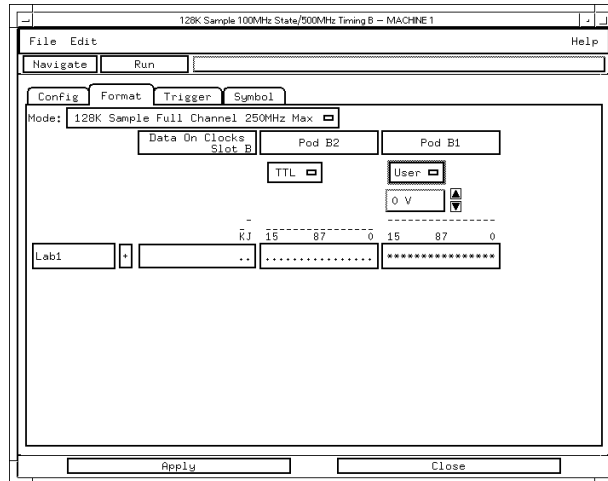 128K Sample 100MHz State/500MHz Timing B – MACHINE 1
File Edit Help
Navigate Run
Config Format Trigger Symbol
Mode: 128K Sample Full Channel 250MHz Max
Data On Clocks Pod B2 Pod B1
Slot B
TTL User
0 V
KJ 15 87 0 15 87 0
Lab1 + .. ................ ****************
Apply Close